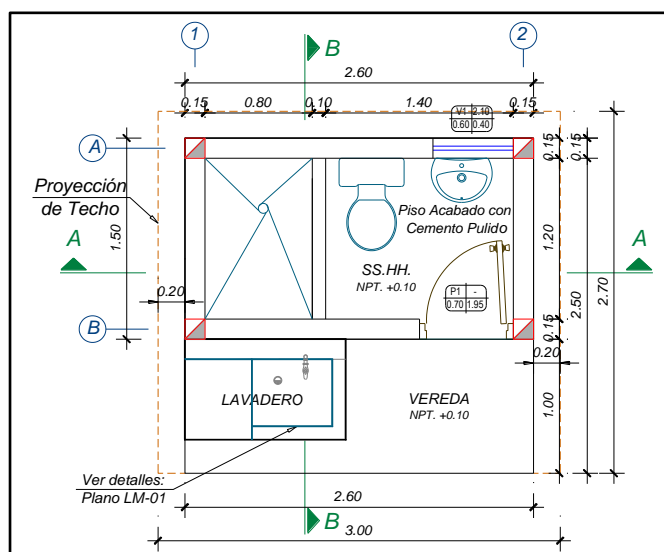 1
B
2
2.60
0.15
0.80
0.10
1.40
0.15
V1
2.10
0.60
0.40
A
0.15
0.15
Proyección
de Techo
Piso Acabado con
Cemento Pulido
A
1.50
A
1.20
SS.HH.
NPT. +0.10
P1
-
0.70
1.95
0.20
2.50
2.70
B
0.15
0.20
LAVADERO
VEREDA
NPT. +0.10
1.00
Ver detalles:
Plano LM-01
2.60
B
3.00